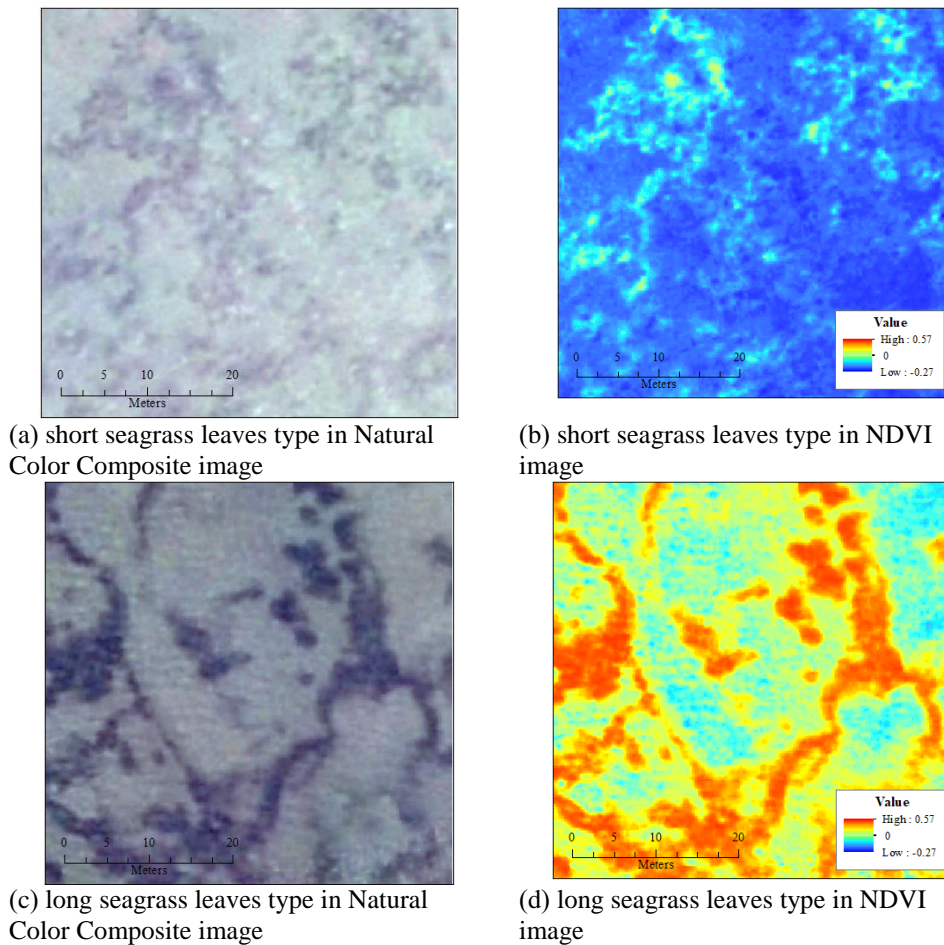 0 5 10 20
Meters
Value
High : 0.57
0
Low : -0.27
0 5 10 20
Meters
(a) short seagrass leaves type in Natural
Color Composite image
(b) short seagrass leaves type in NDVI
image
0 5 10 20
Meters
Value
High : 0.57
0
Low : -0.27
0 5 10 20
Meters
(c) long seagrass leaves type in Natural
Color Composite image
(d) long seagrass leaves type in NDVI
image